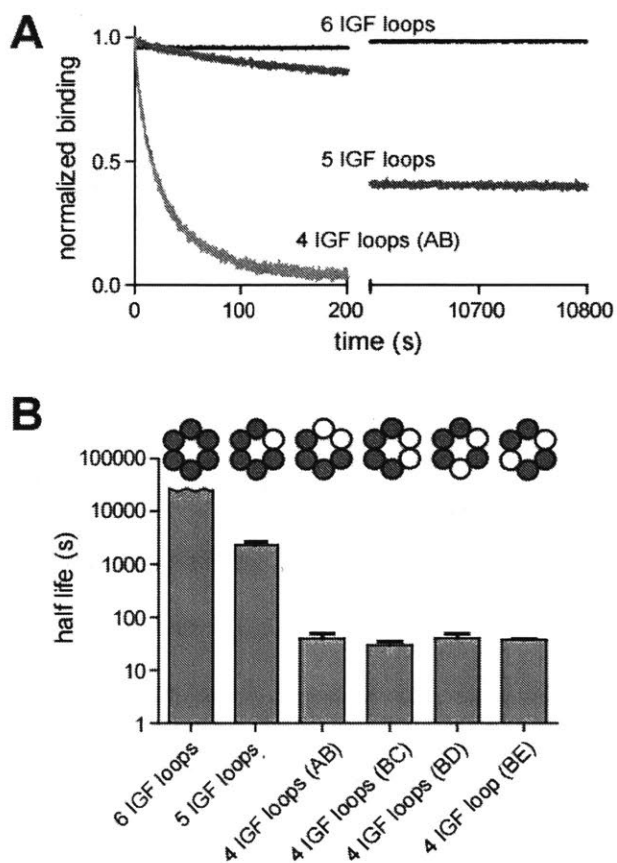 A
6 IGF loops
1.0
5 IGF loops
0.5
4 IGF loops (AB)
0.0
normalized binding
0
100
200
10700
10800
time (s)
B
100000
10000
1000
100
10
1
half life (s)
6 IGF loops
5 IGF loops
4 IGF loops (AB)
4 IGF loops (BC)
4 IGF loops (BD)
4 IGF loop (BE)